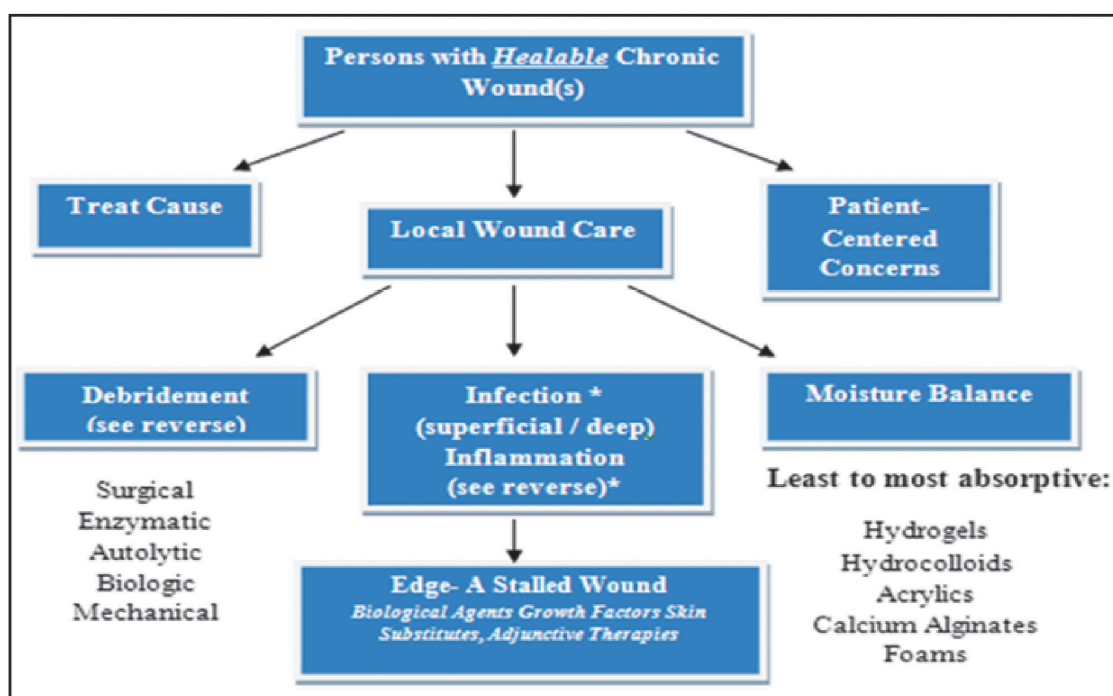 Persons with Healable Chronic
Wound(s)
Treat Cause
Local Wound Care
Patient-
Centered
Concerns
Debridement
(see reverse)
Surgical
Enzymatic
Autolytic
Biologic
Mechanical
Infection *
(superficial / deep)
Inflammation
(see reverse)*
Edge- A Stalled Wound
Biological Agents Growth Factors Skin
Substitutes, Adjunctive Therapies
Moisture Balance
Least to most absorptive:
Hydrogels
Hydrocolloids
Acrylics
Calcium Alginates
Foams